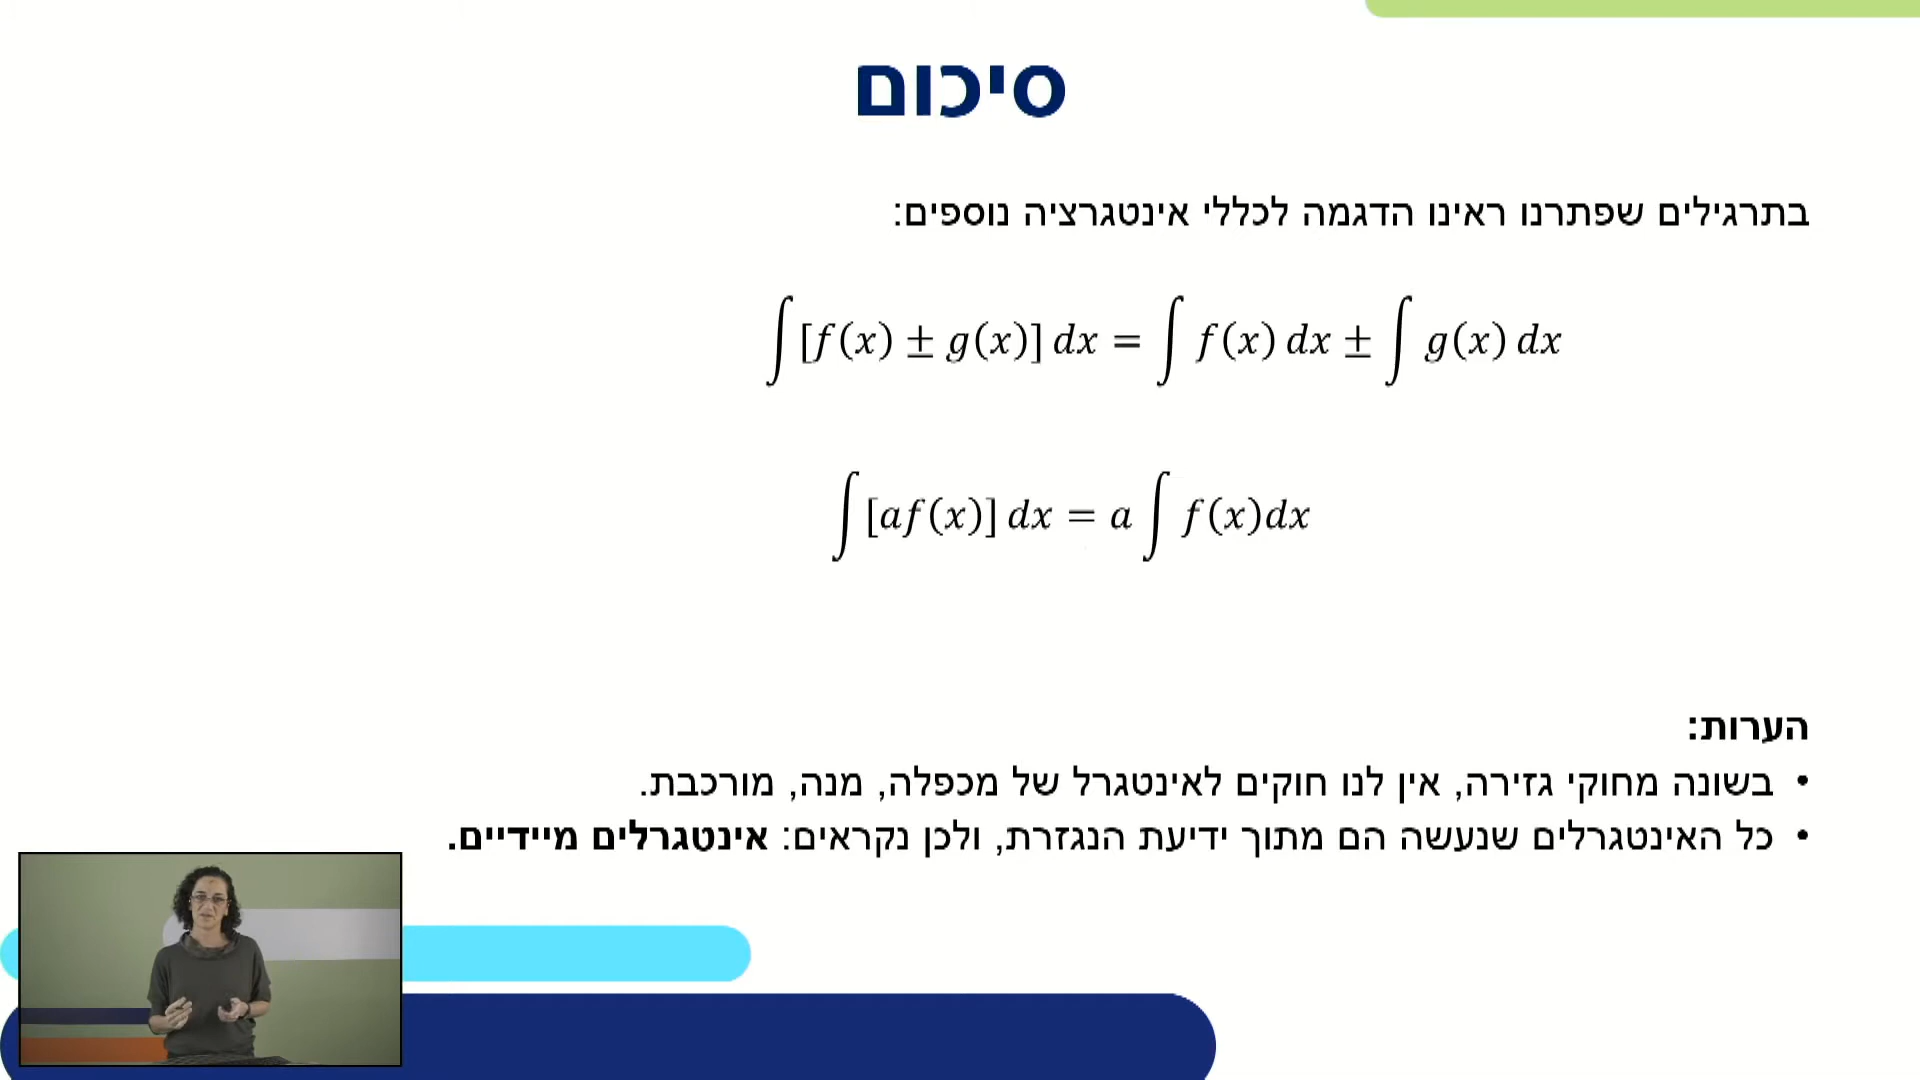 סיכום
בתרגילים שפתרנו ראינו הדגמה לכללי אינטגרציה נוספים:
∫[f(x) ± g(x)] dx = ∫ f(x) dx ± ∫ g(x) dx
∫[af(x)] dx = a ∫ f(x)dx
הערות:
• בשונה מחוקי גזירה, אין לנו חוקים לאינטגרל של מכפלה, מנה, מורכבת.
• כל האינטגרלים שנעשה הם מתוך ידיעת הנגזרת, ולכן נקראים: אינטגרלים מיידיים.